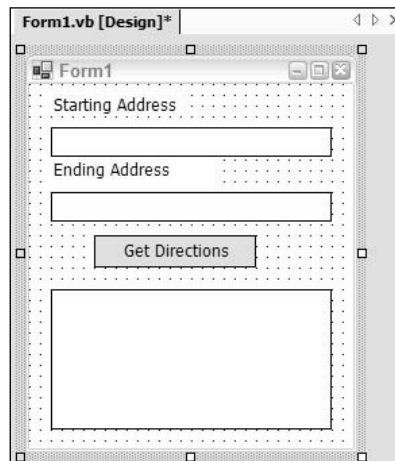 Form1.vb [Design]*
Form1
Starting Address
Ending Address
Get Directions